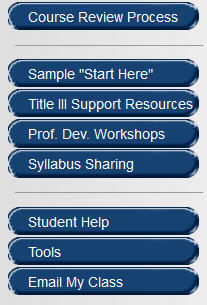 Course Review Process
Sample "Start Here"
Title III Support Resources
Prof. Dev. Workshops
Syllabus Sharing
Student Help
Tools
Email My Class